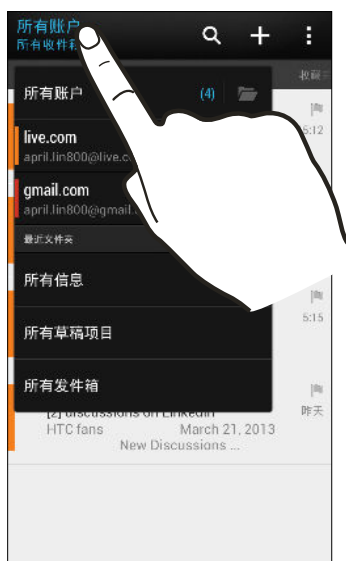 所有账户
所有收件
收藏
所有账户 (4)
live.com
april.lin800@live.c
5:12
gmail.com
april.lin800@gmail.
最近文件夹
所有信息
5:15
所有草稿项目
所有发件箱
昨天
[2] discussions on LinkedIn
HTC fans March 21, 2013
New Discussions ...